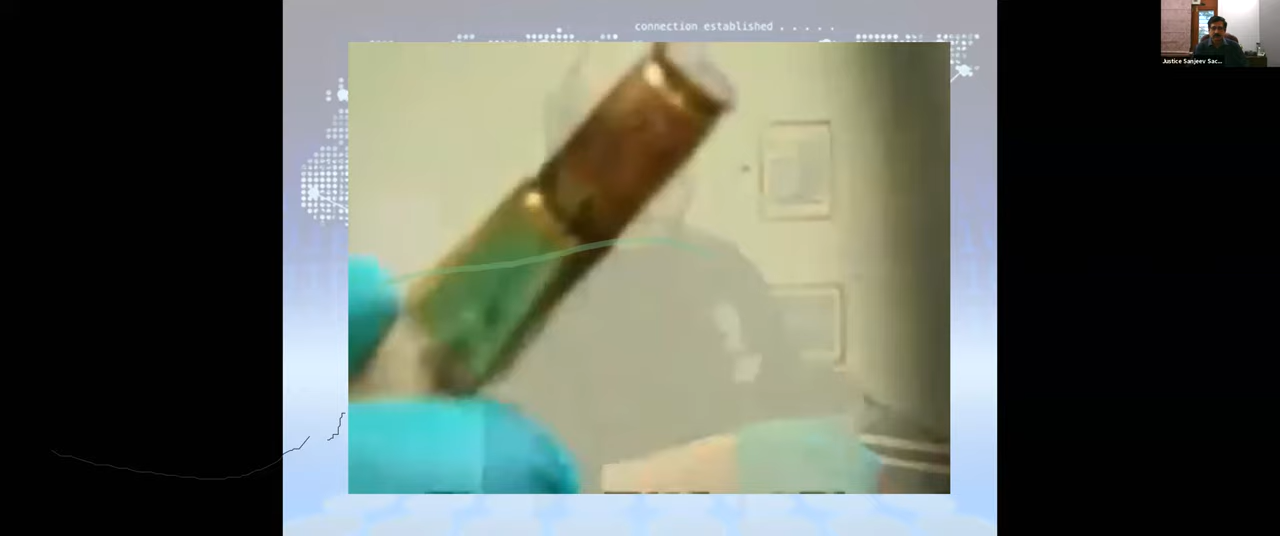 connection established . . . . .
Justice Sanjeev Sac...